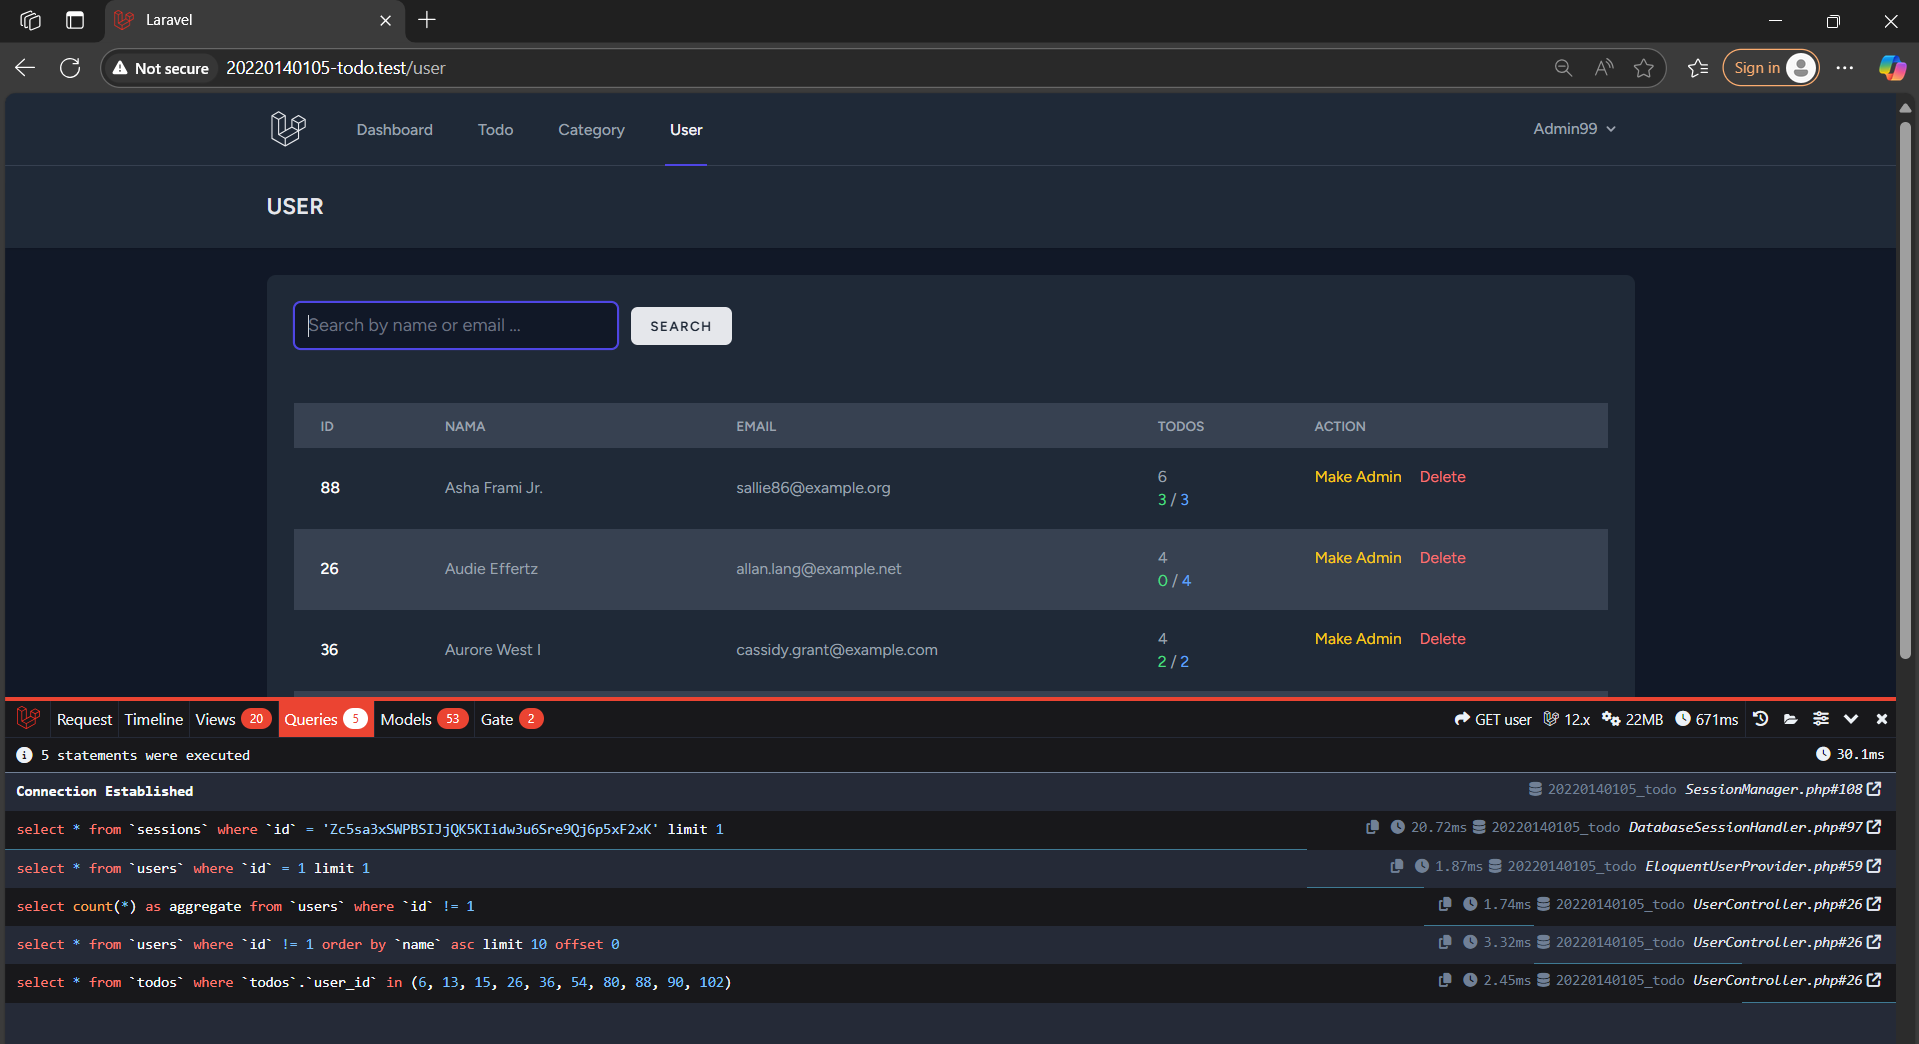 Laravel
Not secure 20220140105-todo.test/user
Sign in
Dashboard Todo Category User Admin99
USER
Search by name or email ... SEARCH
ID NAMA EMAIL TODOS ACTION
88 Asha Frami Jr. sallie86@example.org 6 Make Admin Delete
3 / 3
26 Audie Effertz allan.lang@example.net 4 Make Admin Delete
0 / 4
36 Aurore West I cassidy.grant@example.com 4 Make Admin Delete
2 / 2
Request Timeline Views 20 Queries 5 Models 53 Gate 2 GET user 12.x 22MB 671ms
5 statements were executed 30.1ms
Connection Established 20220140105_todo SessionManager.php#108
select * from `sessions` where `id` = 'Zc5sa3xSWPBSIJjQK5KIidw3u6Sre9Qj6p5xF2xK' limit 1 20.72ms 20220140105_todo DatabaseSessionHandler.php#97
select * from `users` where `id` = 1 limit 1 1.87ms 20220140105_todo EloquentUserProvider.php#59
select count(*) as aggregate from `users` where `id` != 1 1.74ms 20220140105_todo UserController.php#26
select * from `users` where `id` != 1 order by `name` asc limit 10 offset 0 3.32ms 20220140105_todo UserController.php#26
select * from `todos` where `todos`.`user_id` in (6, 13, 15, 26, 36, 54, 80, 88, 90, 102) 2.45ms 20220140105_todo UserController.php#26